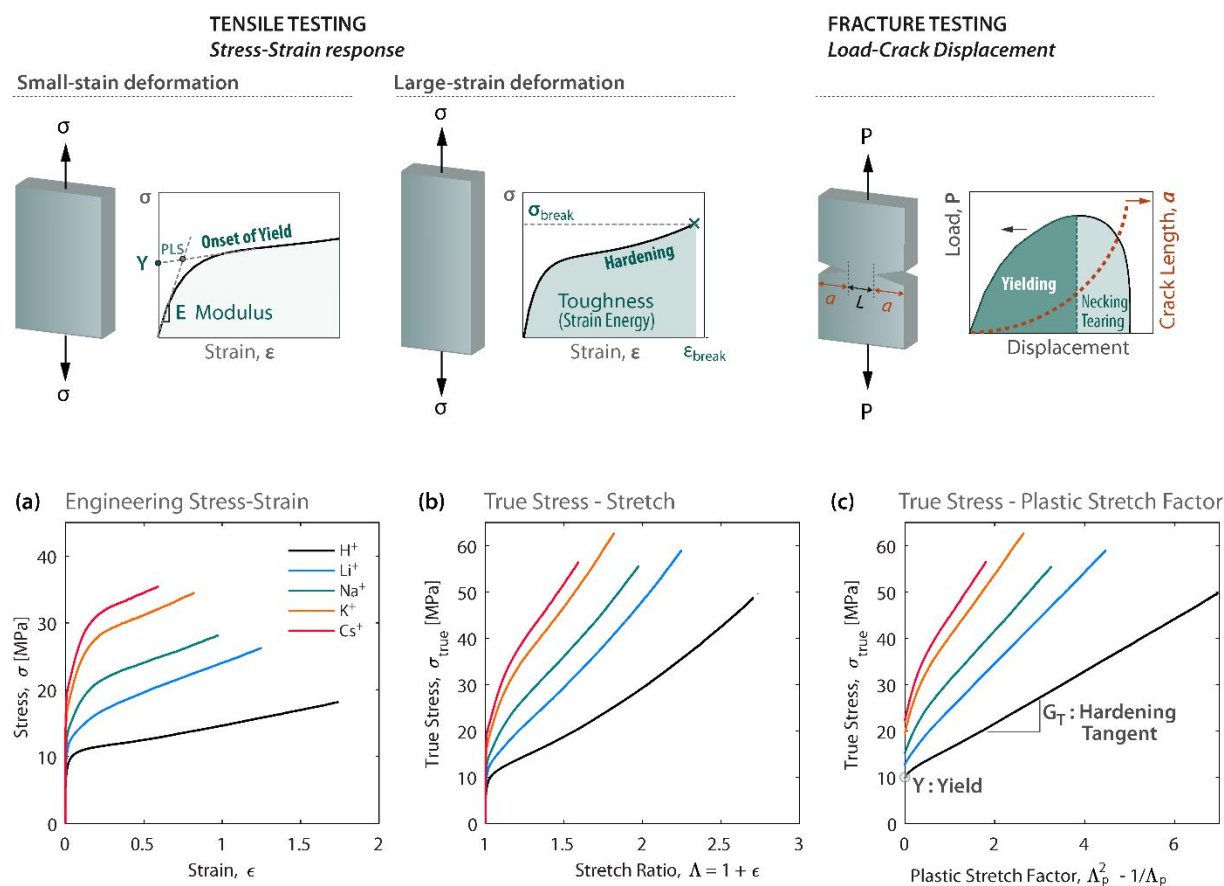 TENSILE TESTING
Stress-Strain response
FRACTURE TESTING
Load-Crack Displacement
Small-stain deformation
Large-strain deformation
σ
σ
σ
Y
PLS
Onset of Yield
E Modulus
Strain, ε
σ
σ
σ
σbreak
Hardening
Toughness
(Strain Energy)
Strain, ε
εbreak
P
P
a
L
a
Load, P
Yielding
Necking
Tearing
Crack Length, a
Displacement
(a) Engineering Stress-Strain
Stress, σ [MPa]
40
30
20
10
0
H+
Li+
Na+
K+
Cs+
0 0.5 1 1.5 2
Strain, ϵ
(b) True Stress - Stretch
True Stress, σtrue [MPa]
60
50
40
30
20
10
0
1 1.5 2 2.5 3
Stretch Ratio, Λ = 1 + ϵ
(c) True Stress - Plastic Stretch Factor
True Stress, σtrue [MPa]
60
50
40
30
20
10
0
GT : Hardening
Tangent
Y : Yield
0 2 4 6
Plastic Stretch Factor, Λp² - 1/Λp